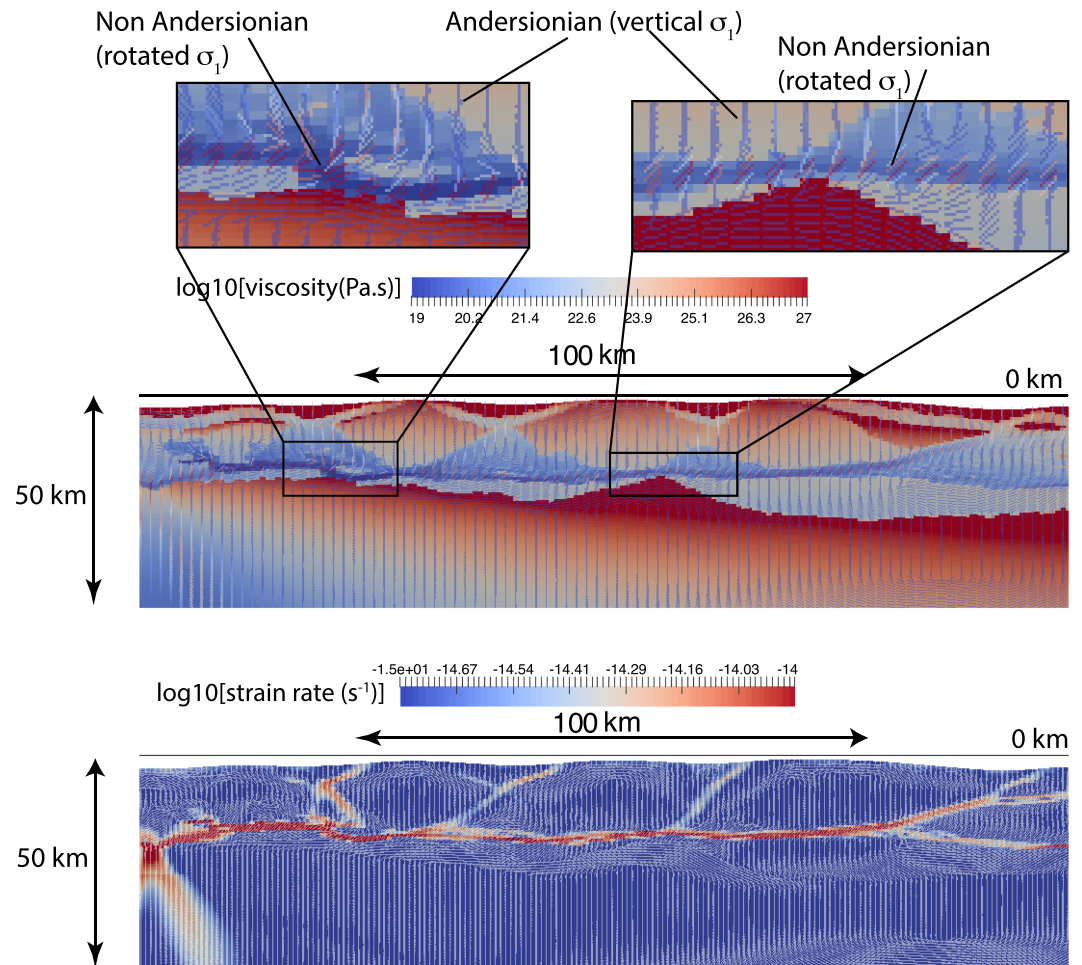 Non Andersionian
(rotated σ1)
Andersionian (vertical σ1)
Non Andersionian
(rotated σ1)
log10[viscosity(Pa.s)]
19 20.2 21.4 22.6 23.9 25.1 26.3 27
100 km
0 km
50 km
-1.5e+01 -14.67 -14.54 -14.41 -14.29 -14.16 -14.03 -14
log10[strain rate (s-1)]
100 km
0 km
50 km